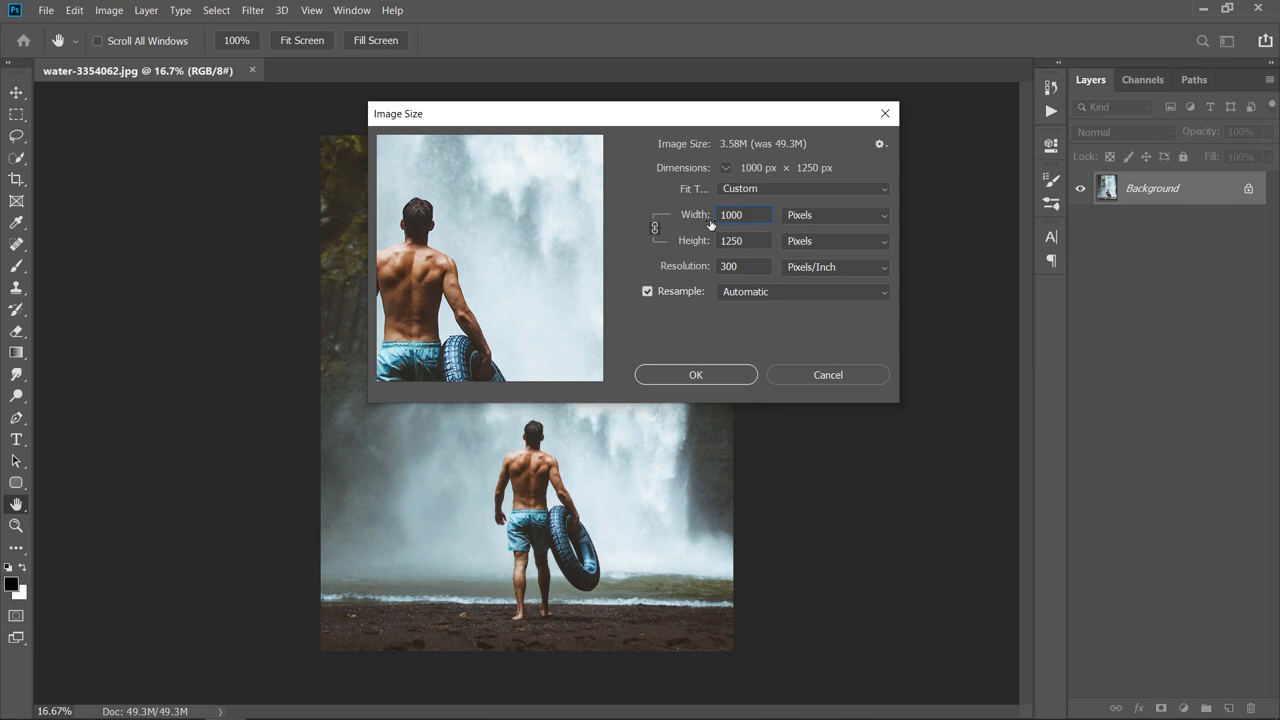 Ps File Edit Image Layer Type Select Filter 3D View Window Help
Scroll All Windows 100% Fit Screen Fill Screen
water-3354062.jpg @ 16.7% (RGB/8#) ×
Image Size
Image Size: 3.58M (was 49.3M)
Dimensions: 1000 px × 1250 px
Fit T... Custom
Width: 1000 Pixels
Height: 1250 Pixels
Resolution: 300 Pixels/Inch
Resample: Automatic
OK Cancel
Layers Channels Paths
Kind
Normal Opacity: 100%
Lock: Fill: 100%
Background
16.67% Doc: 49.3M/49.3M